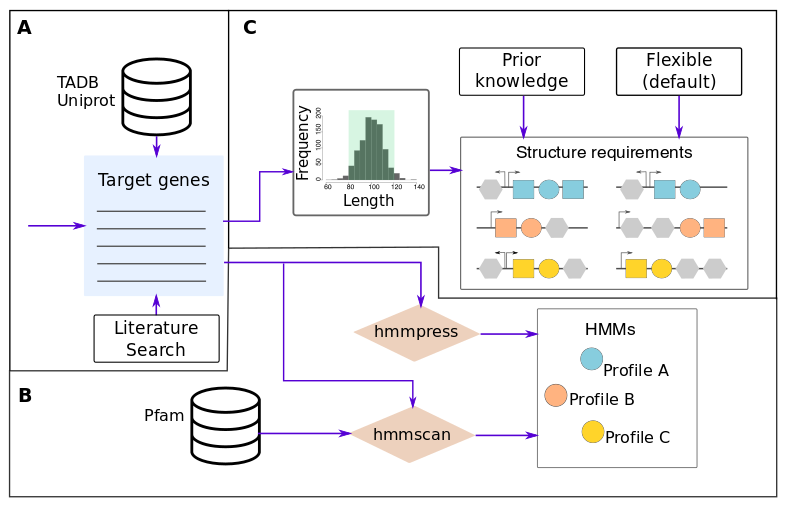 A
TADB
Uniprot
Target genes
Literature
Search
C
Prior
knowledge
Flexible
(default)
Frequency
0
50
100
150
200
60
80
100
120
140
Length
Structure requirements
B
Pfam
hmmpress
hmmscan
HMMs
Profile A
Profile B
Profile C